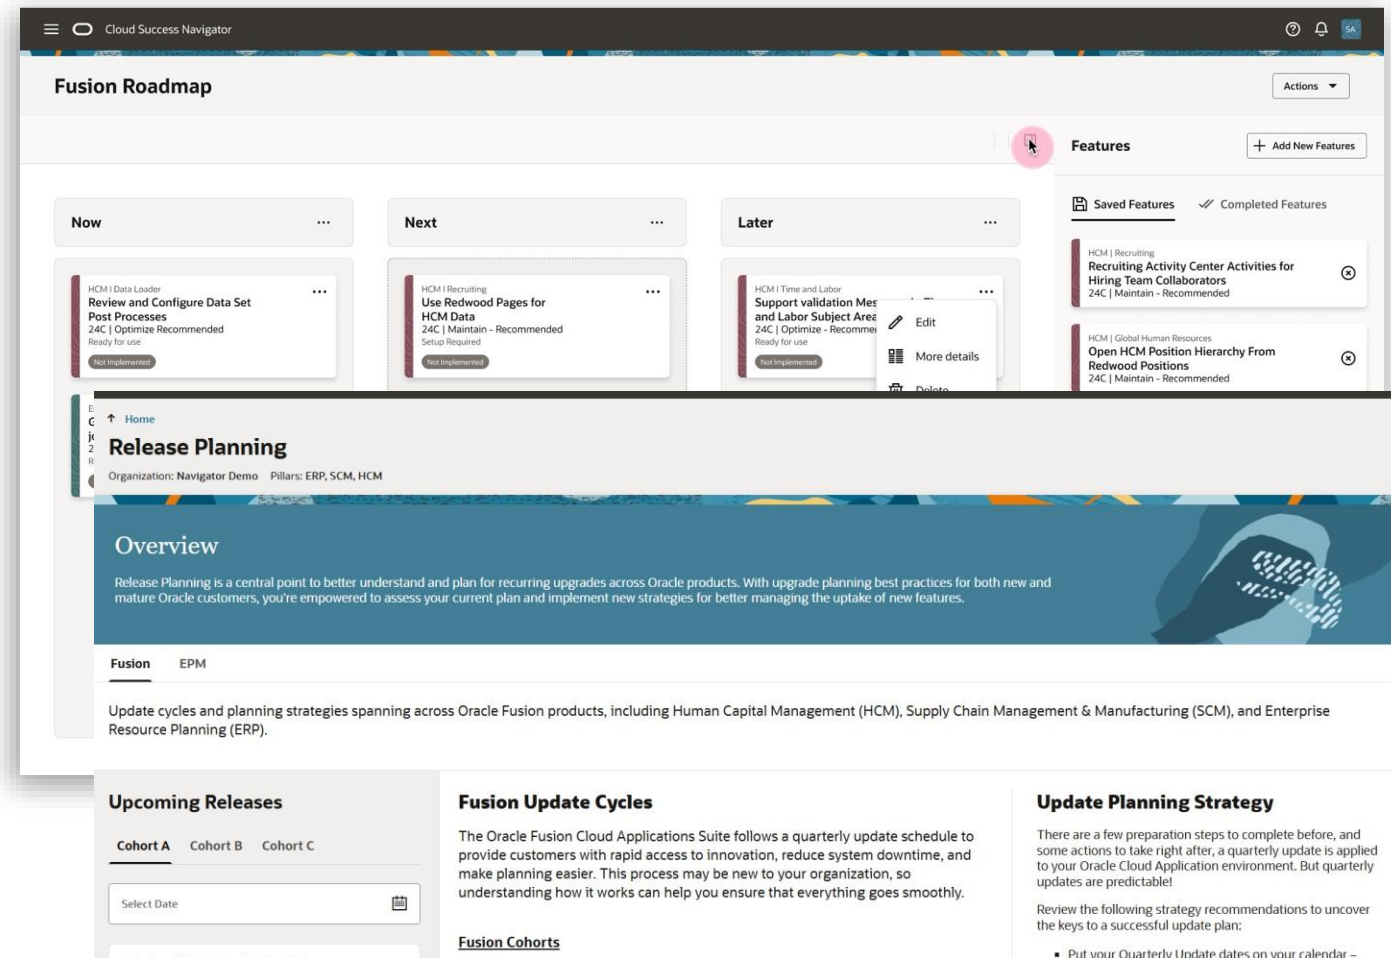 Cloud Success Navigator
SA
Fusion Roadmap
Actions
Features
Add New Features
Saved Features
Completed Features
Now
Next
Later
HCM | Data Loader
Review and Configure Data Set
Post Processes
24C | Optimize Recommended
Ready for use
Not Implemented
HCM | Recruiting
Use Redwood Pages for
HCM Data
24C | Maintain - Recommended
Setup Required
Not Implemented
HCM | Time and Labor
Support validation
and Labor Subject
24C | Optimize -
Ready for use
Not Implemented
Edit
More details
Delete
HCM | Recruiting
Recruiting Activity Center Activities for
Hiring Team Collaborators
24C | Maintain - Recommended
HCM | Global Human Resources
Open HCM Position Hierarchy From
Redwood Positions
24C | Maintain - Recommended
Home
Release Planning
Organization: Navigator Demo Pillars: ERP, SCM, HCM
Overview
Release Planning is a central point to better understand and plan for recurring upgrades across Oracle products. With upgrade planning best practices for both new and
mature Oracle customers, you're empowered to assess your current plan and implement new strategies for better managing the uptake of new features.
Fusion
EPM
Update cycles and planning strategies spanning across Oracle Fusion products, including Human Capital Management (HCM), Supply Chain Management & Manufacturing (SCM), and Enterprise
Resource Planning (ERP).
Upcoming Releases
Cohort A Cohort B Cohort C
Select Date
Fusion Update Cycles
The Oracle Fusion Cloud Applications Suite follows a quarterly update schedule to
provide customers with rapid access to innovation, reduce system downtime, and
make planning easier. This process may be new to your organization, so
understanding how it works can help you ensure that everything goes smoothly.
Fusion Cohorts
Update Planning Strategy
There are a few preparation steps to complete before, and
some actions to take right after, a quarterly update is applied
to your Oracle Cloud Application environment. But quarterly
updates are predictable!
Review the following strategy recommendations to uncover
the keys to a successful update plan:
▪ Put your Quarterly Update dates on your calendar –